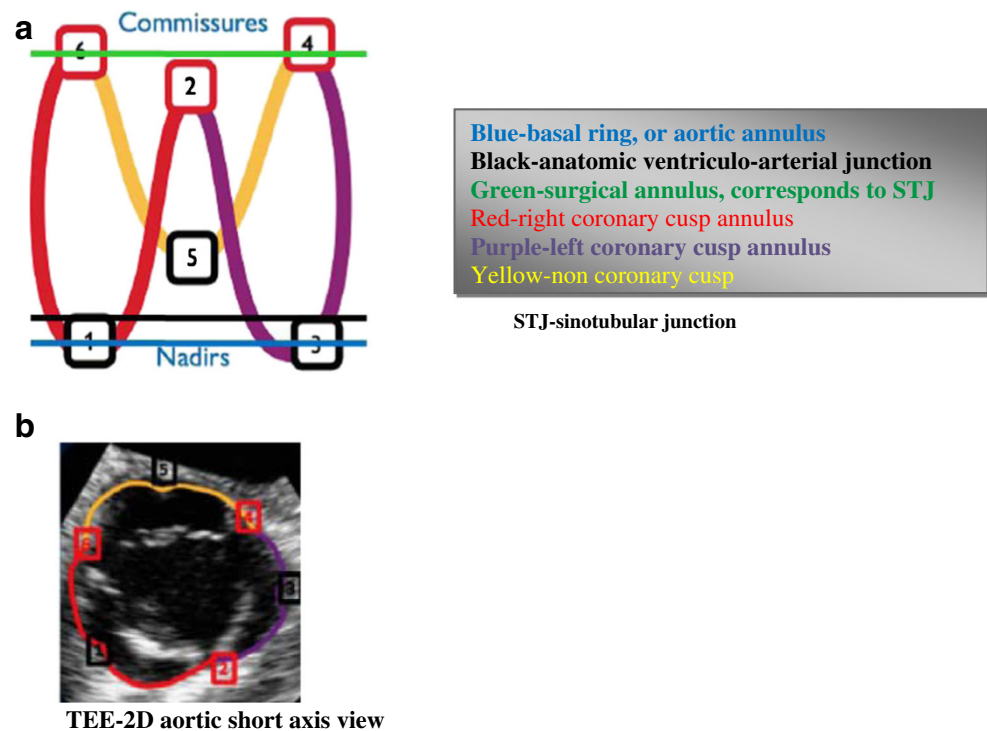 a
Commissures
6
4
2
5
1
3
Nadirs
Blue-basal ring, or aortic annulus
Black-anatomic ventriculo-arterial junction
Green-surgical annulus, corresponds to STJ
Red-right coronary cusp annulus
Purple-left coronary cusp annulus
Yellow-non coronary cusp
STJ-sinotubular junction
b
5
4
6
3
1
2
TEE-2D aortic short axis view